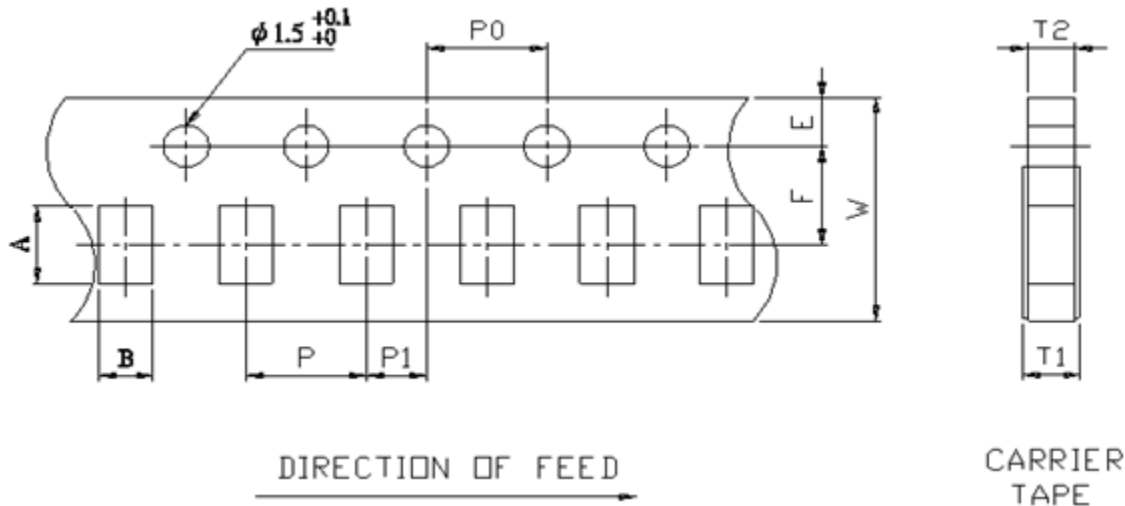 ϕ1.5 +0.1 +0
P0
T2
E
F
W
A
B
P
P1
T1
DIRECTION OF FEED
CARRIER
TAPE